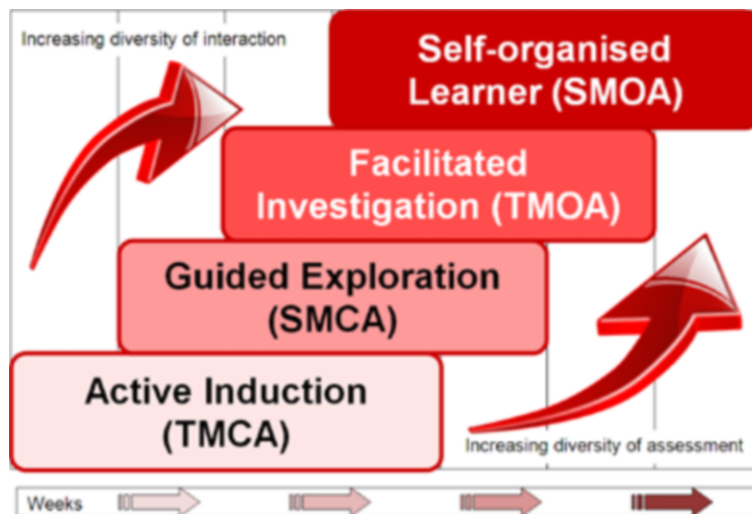 Increasing diversity of interaction
Self-organised
Learner (SMOA)
Facilitated
Investigation (TMOA)
Guided Exploration
(SMCA)
Active Induction
(TMCA)
Increasing diversity of assessment
Weeks